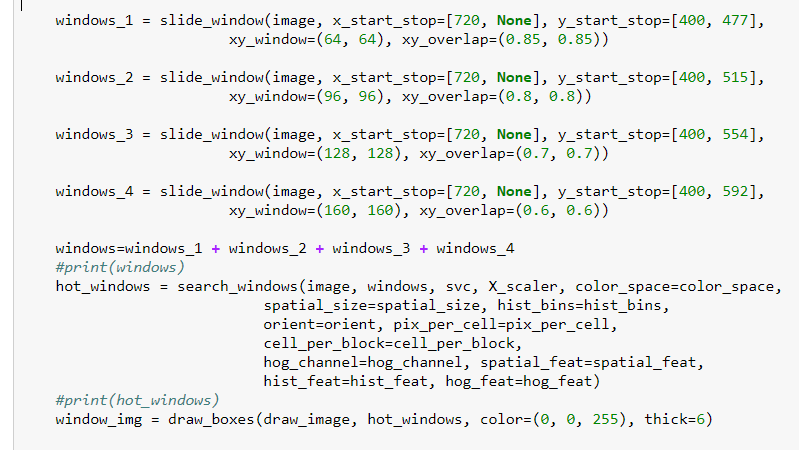 windows_1 = slide_window(image, x_start_stop=[720, None], y_start_stop=[400, 477],
xy_window=(64, 64), xy_overlap=(0.85, 0.85))
windows_2 = slide_window(image, x_start_stop=[720, None], y_start_stop=[400, 515],
xy_window=(96, 96), xy_overlap=(0.8, 0.8))
windows_3 = slide_window(image, x_start_stop=[720, None], y_start_stop=[400, 554],
xy_window=(128, 128), xy_overlap=(0.7, 0.7))
windows_4 = slide_window(image, x_start_stop=[720, None], y_start_stop=[400, 592],
xy_window=(160, 160), xy_overlap=(0.6, 0.6))
windows=windows_1 + windows_2 + windows_3 + windows_4
#print(windows)
hot_windows = search_windows(image, windows, svc, X_scaler, color_space=color_space,
spatial_size=spatial_size, hist_bins=hist_bins,
orient=orient, pix_per_cell=pix_per_cell,
cell_per_block=cell_per_block,
hog_channel=hog_channel, spatial_feat=spatial_feat,
hist_feat=hist_feat, hog_feat=hog_feat)
#print(hot_windows)
window_img = draw_boxes(draw_image, hot_windows, color=(0, 0, 255), thick=6)